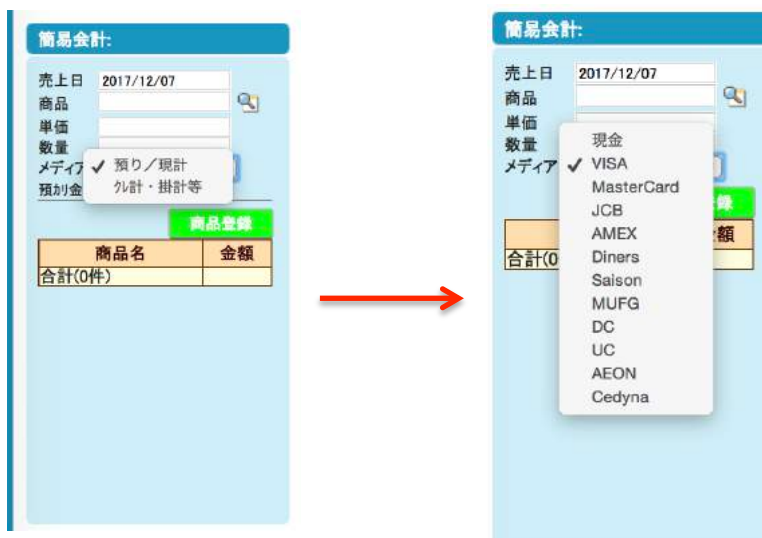 簡易会計:
売上日 2017/12/07
商品
単価
数量
メディア
✓ 預り／現計
ｸﾚ計・掛計等
預かり金
商品登録
商品名 金額
合計(0件)
簡易会計:
売上日 2017/12/07
商品
単価
数量
メディア
現金
✓ VISA
MasterCard
JCB
AMEX
Diners
Saison
MUFG
DC
UC
AEON
Cedyna
録
額
合計(0